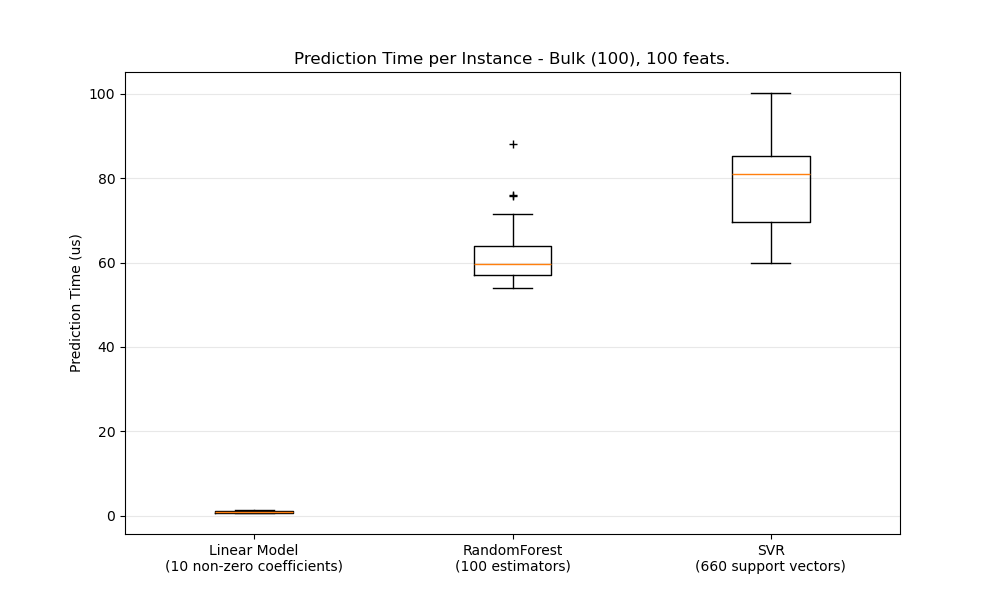 Prediction Time per Instance - Bulk (100), 100 feats.
Prediction Time (us)
100
80
60
40
20
0
Linear Model
(10 non-zero coefficients)
RandomForest
(100 estimators)
SVR
(660 support vectors)